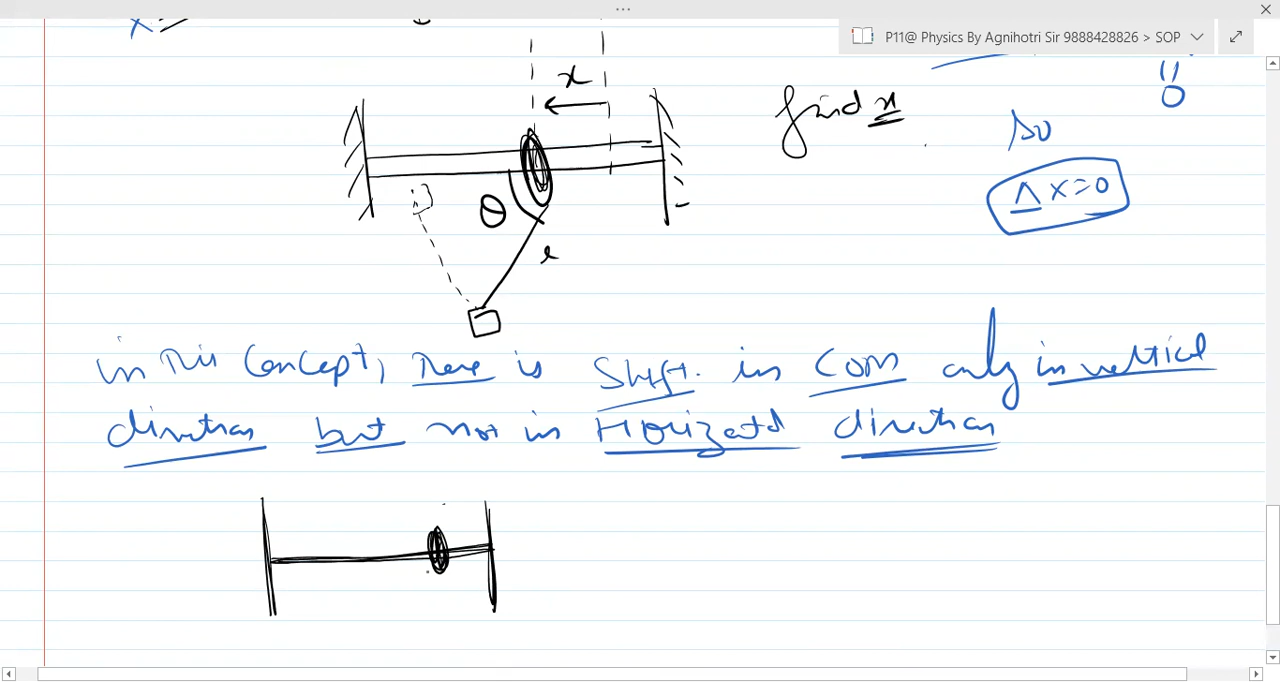 P11@ Physics By Agnihotri Sir 9888428826 > SOP
x
find x
so
Δx=0
θ
l
in this concept, there is shift in COM only in vertical
direction but not in Horizontal direction